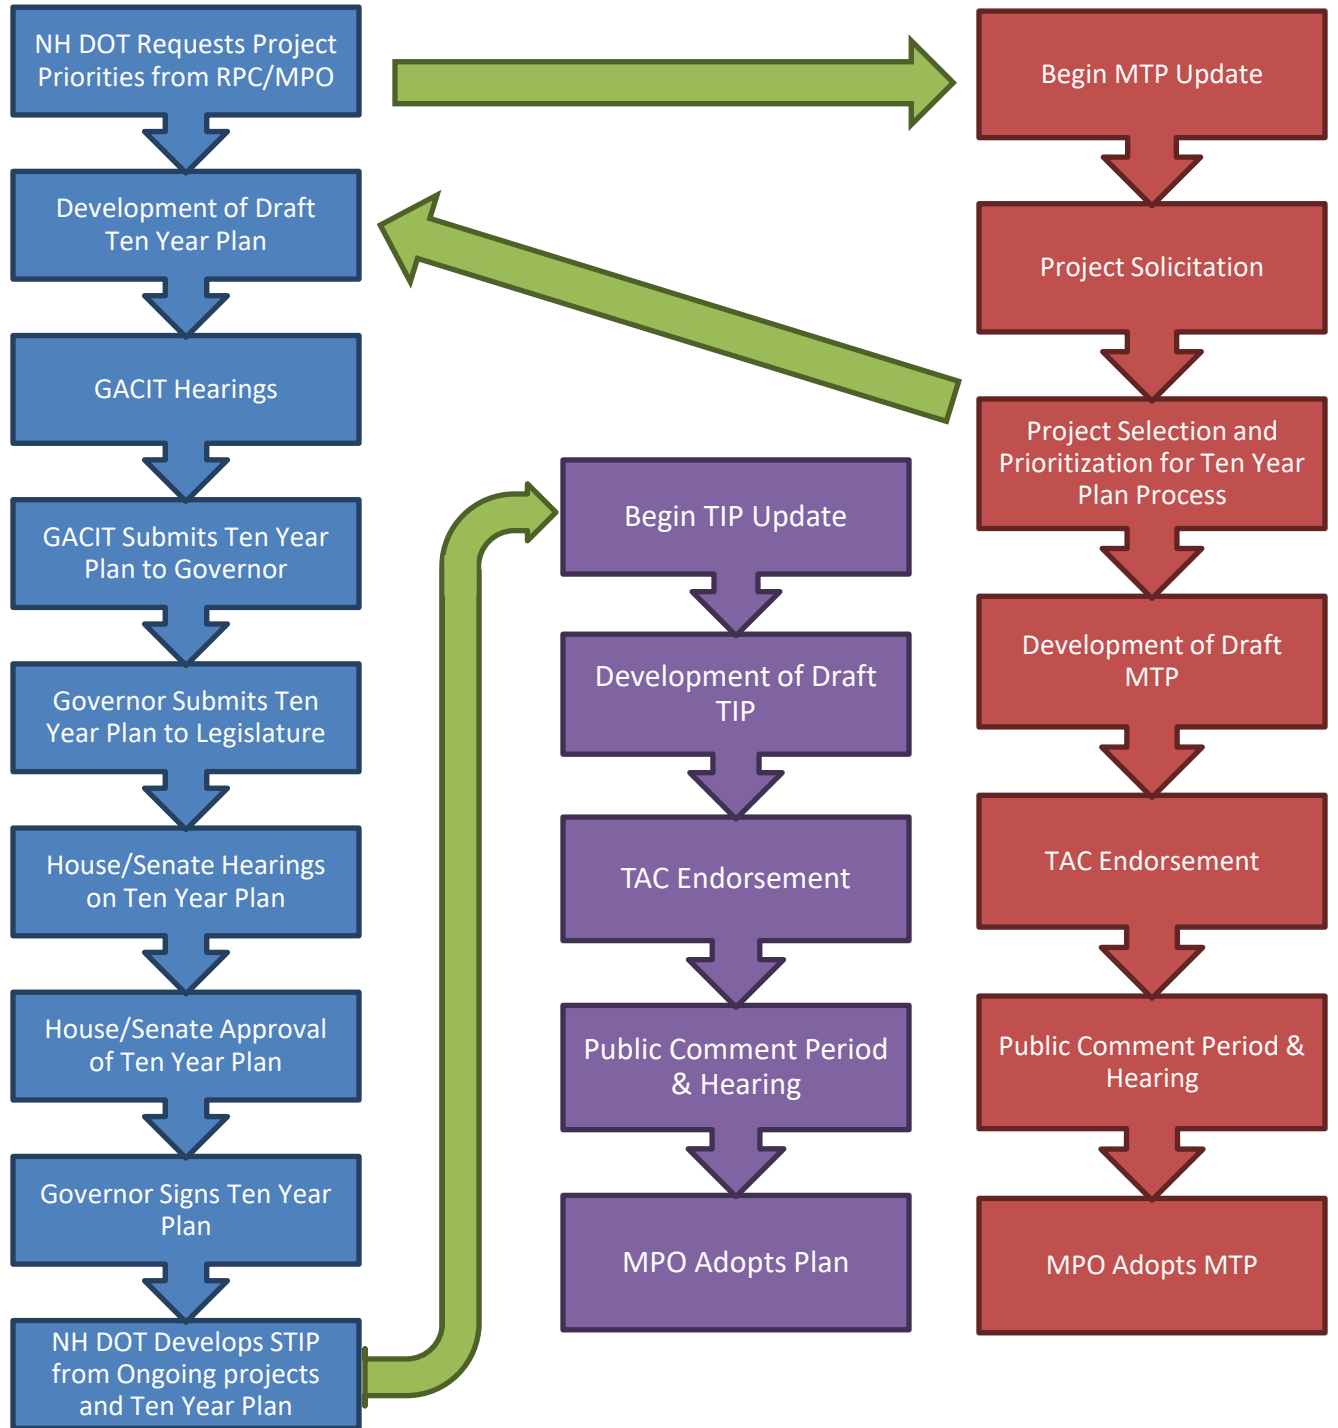 NH DOT Requests Project
Priorities from RPC/MPO
Development of Draft
Ten Year Plan
GACIT Hearings
GACIT Submits Ten Year
Plan to Governor
Governor Submits Ten
Year Plan to Legislature
House/Senate Hearings
on Ten Year Plan
House/Senate Approval
of Ten Year Plan
Governor Signs Ten Year
Plan
NH DOT Develops STIP
from Ongoing projects
and Ten Year Plan
Begin TIP Update
Development of Draft
TIP
TAC Endorsement
Public Comment Period
& Hearing
MPO Adopts Plan
Begin MTP Update
Project Solicitation
Project Selection and
Prioritization for Ten Year
Plan Process
Development of Draft
MTP
TAC Endorsement
Public Comment Period &
Hearing
MPO Adopts MTP